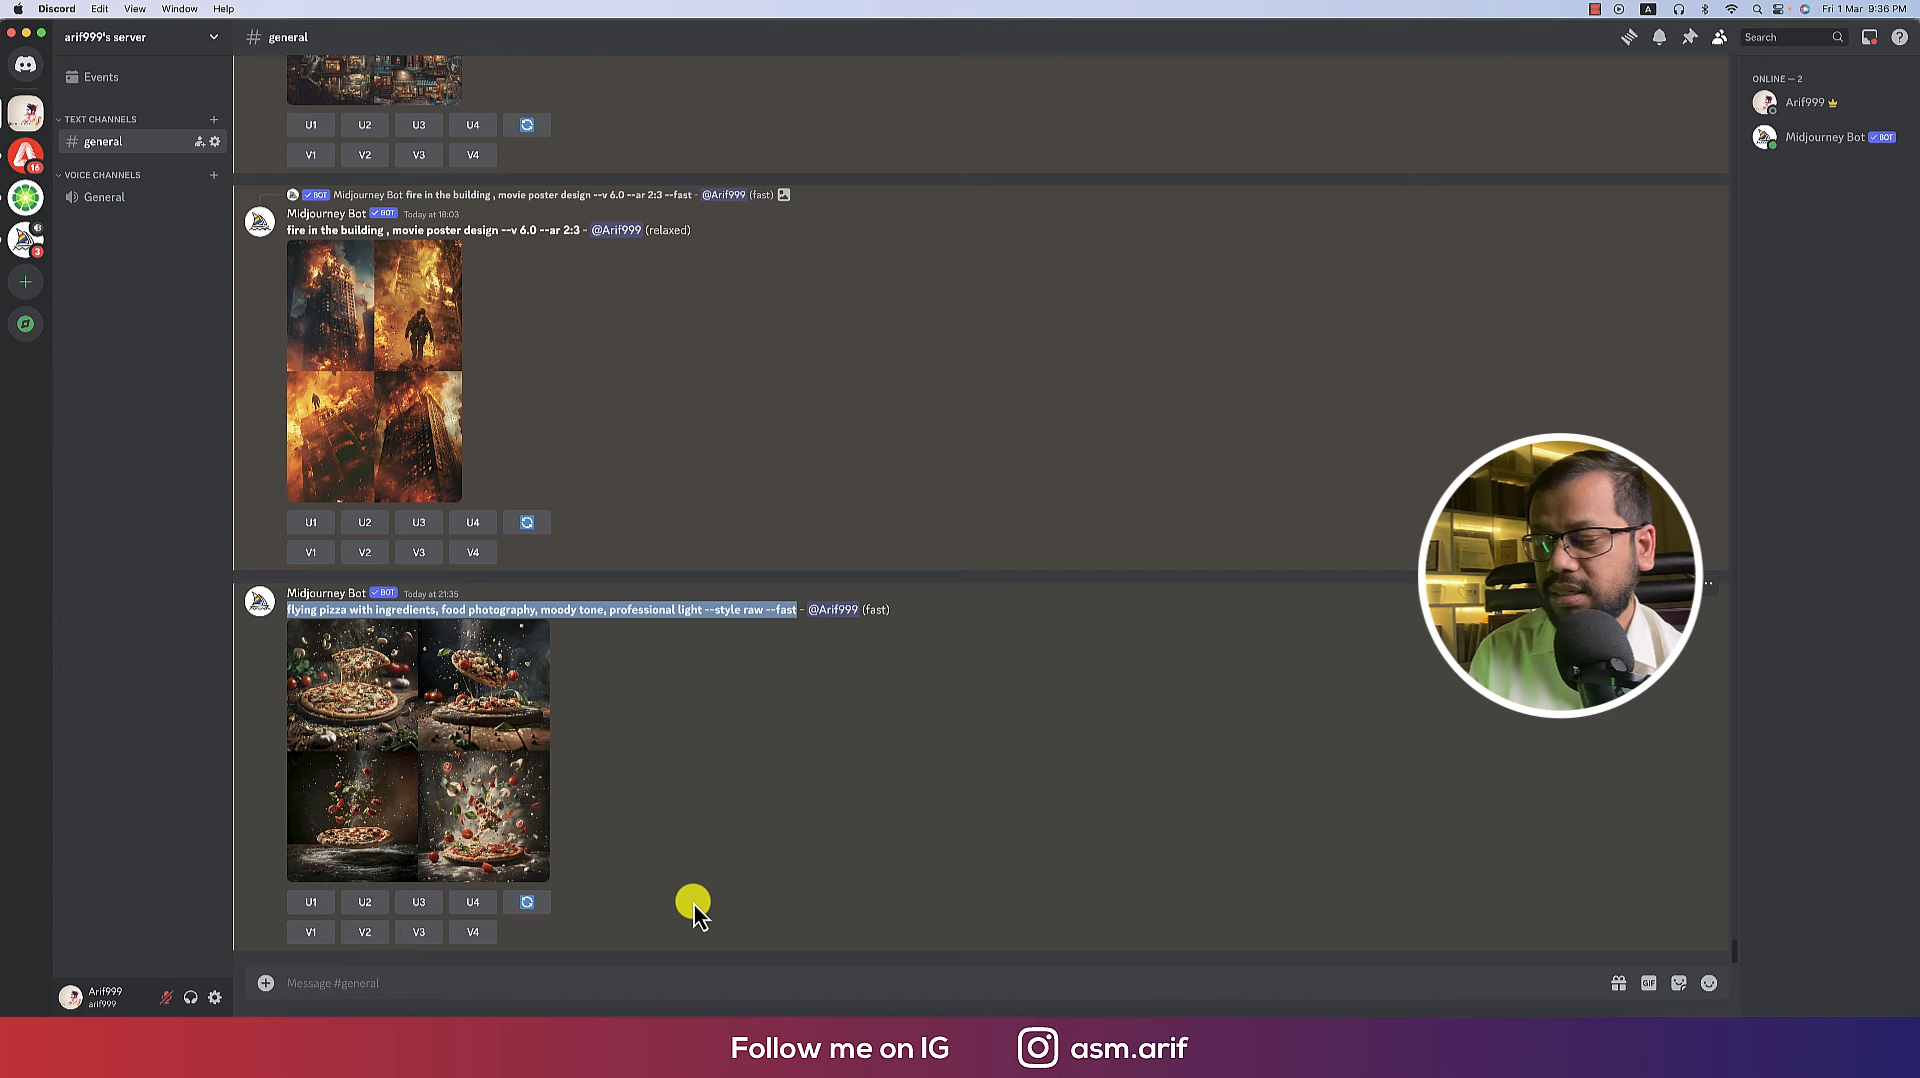 Discord Edit View Window Help
A
Fri 1 Mar 9:36 PM
arif999's server
# general
Search
Events
TEXT CHANNELS
# general
VOICE CHANNELS
General
16
3
U1 U2 U3 U4
V1 V2 V3 V4
BOT Midjourney Bot fire in the building , movie poster design --v 6.0 --ar 2:3 --fast - @Arif999 (fast)
Midjourney Bot BOT Today at 18:03
fire in the building , movie poster design --v 6.0 --ar 2:3 - @Arif999 (relaxed)
U1 U2 U3 U4
V1 V2 V3 V4
Midjourney Bot BOT Today at 21:35
flying pizza with ingredients, food photography, moody tone, professional light --style raw --fast - @Arif999 (fast)
U1 U2 U3 U4
V1 V2 V3 V4
Message #general
GIF
Arif999
arif999
ONLINE — 2
Arif999
Midjourney Bot BOT
Follow me on IG
asm.arif